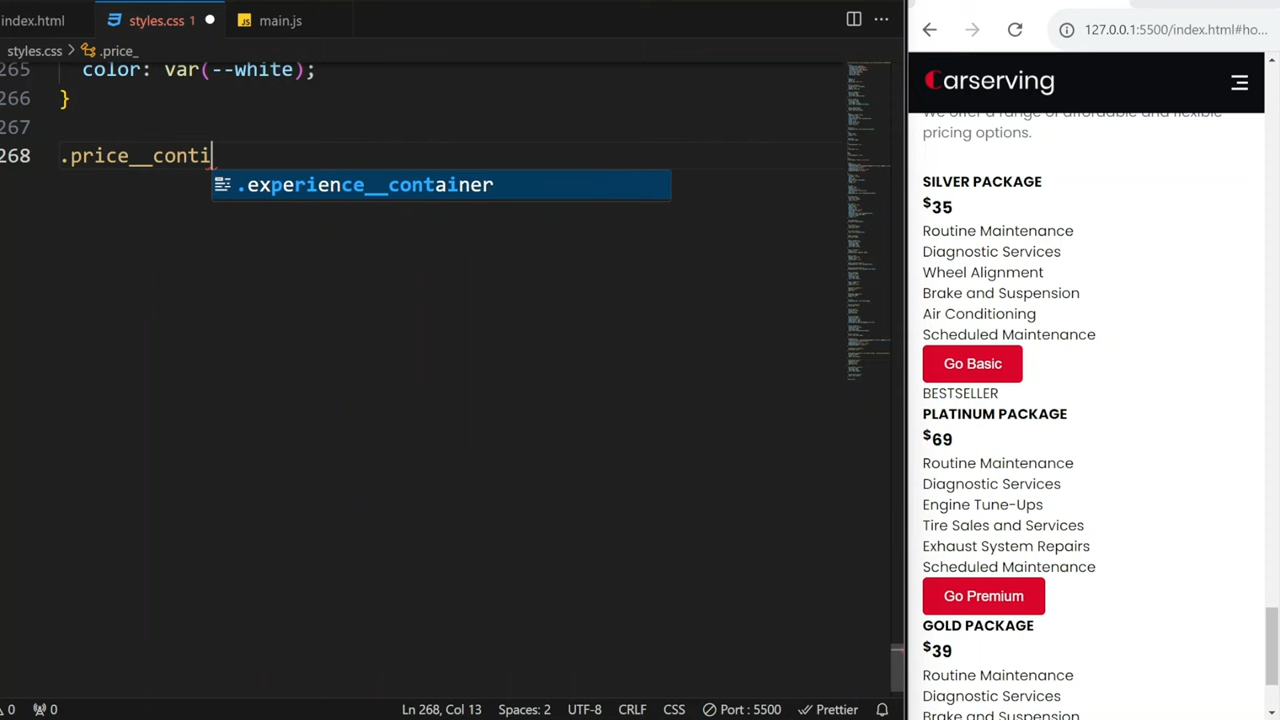 index.html
styles.css 1
main.js
styles.css > .price_
265 color: var(--white);
266 }
267
268 .price__conti
.experience__container
0 0
Ln 268, Col 13 Spaces: 2 UTF-8 CRLF CSS Port : 5500 Prettier
127.0.0.1:5500/index.html#ho...
Carserving
We offer a range of affordable and flexible
pricing options.
SILVER PACKAGE
$35
Routine Maintenance
Diagnostic Services
Wheel Alignment
Brake and Suspension
Air Conditioning
Scheduled Maintenance
Go Basic
BESTSELLER
PLATINUM PACKAGE
$69
Routine Maintenance
Diagnostic Services
Engine Tune-Ups
Tire Sales and Services
Exhaust System Repairs
Scheduled Maintenance
Go Premium
GOLD PACKAGE
$39
Routine Maintenance
Diagnostic Services
Brake and Suspension